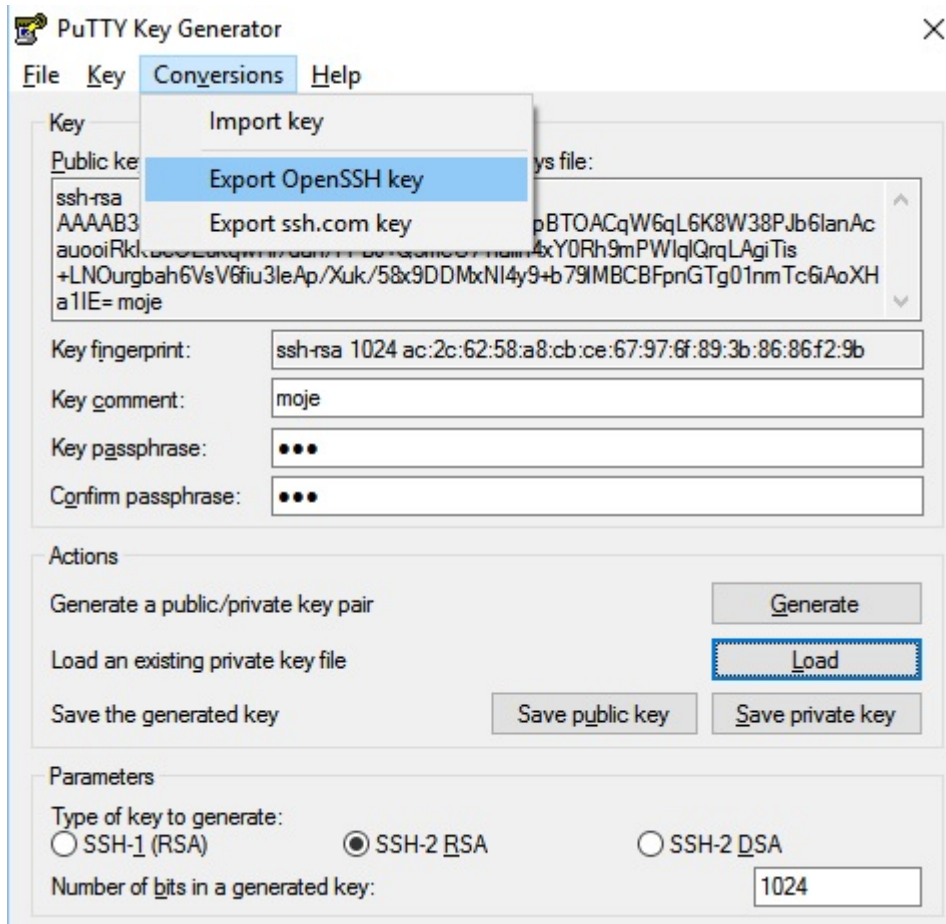 PuTTY Key Generator
File Key Conversions Help
Import key
Export OpenSSH key
Export ssh.com key
Key
Public ke ys file:
ssh-rsa
AAAAB3 pBTOACqW6qL6K8W38PJb6IanAc
+LNOurgbah6VsV6fiu3IeAp/Xuk/58x9DDMxNI4y9+b79IMBCBFpnGTg01nmTc6iAoXH
a1IE= moje
Key fingerprint: ssh-rsa 1024 ac:2c:62:58:a8:cb:ce:67:97:6f:89:3b:86:86:f2:9b
Key comment: moje
Key passphrase: ●●●
Confirm passphrase: ●●●
Actions
Generate a public/private key pair Generate
Load an existing private key file Load
Save the generated key Save public key Save private key
Parameters
Type of key to generate:
SSH-1 (RSA) SSH-2 RSA SSH-2 DSA
Number of bits in a generated key: 1024